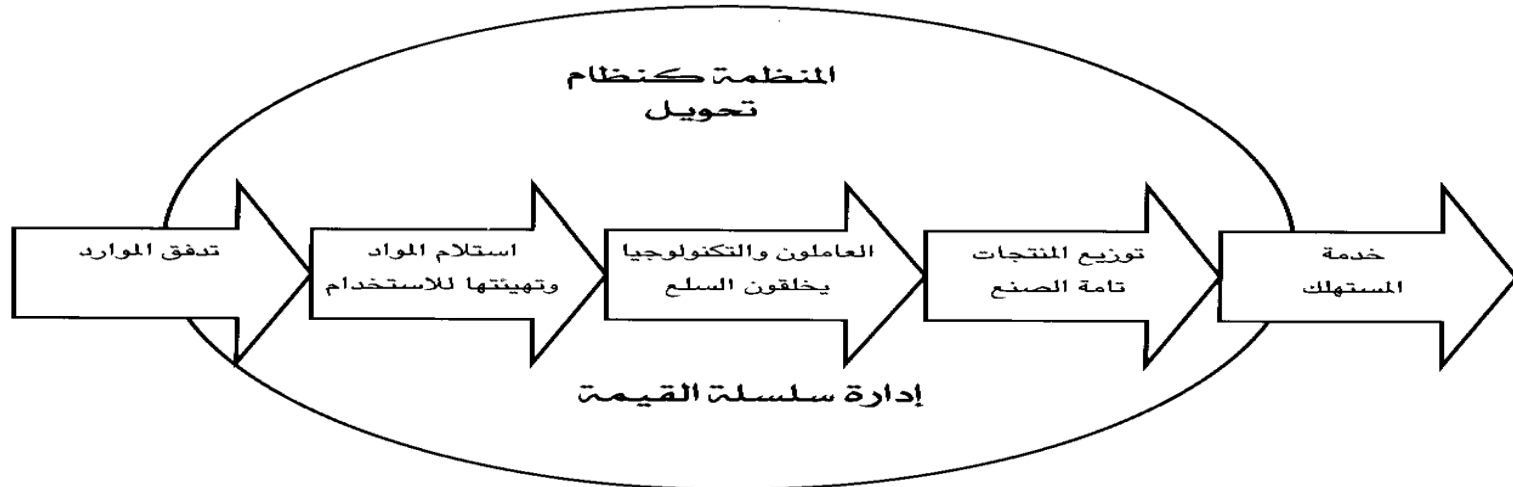 المنظمة كنظام
تحويل
تدفق الموارد
استلام المواد
وتهيئتها للاستخدام
العاملون والتكنولوجيا
يخلقون السلع
توزيع المنتجات
تامة الصنع
خدمة
المستهلك
إدارة سلسلة القيمة